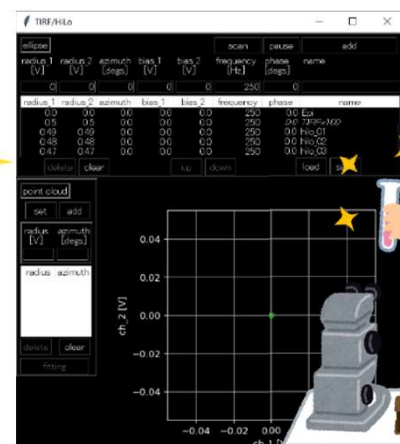 TIRF/HiLo
ellipse scan pause add
radius_1 radius_2 azimuth bias_1 bias_2 frequency phase name
[V] [V] [degs] [V] [V] [Hz] [degs]
0 0 0 0 0 250 0
radius_1 radius_2 azimuth bias_1 bias_2 frequency phase name
0.0 0.0 0.0 0.0 0.0 250 0.0 Epi
0.5 0.5 0.0 0.0 0.0 250 0.0
0.49 0.49 0.0 0.0 0.0 250 0.0 hilo_01
0.48 0.48 0.0 0.0 0.0 250 0.0 hilo_02
0.47 0.47 0.0 0.0 0.0 250 0.0 hilo_03
delete clear up down load
point cloud
set add
radius azimuth
[V] [degs]
radius azimuth
delete clear
fitting
ch_2 [V]
0.04
0.02
0.00
−0.02
−0.04
−0.04 −0.02 0.00
ch_1 [V]